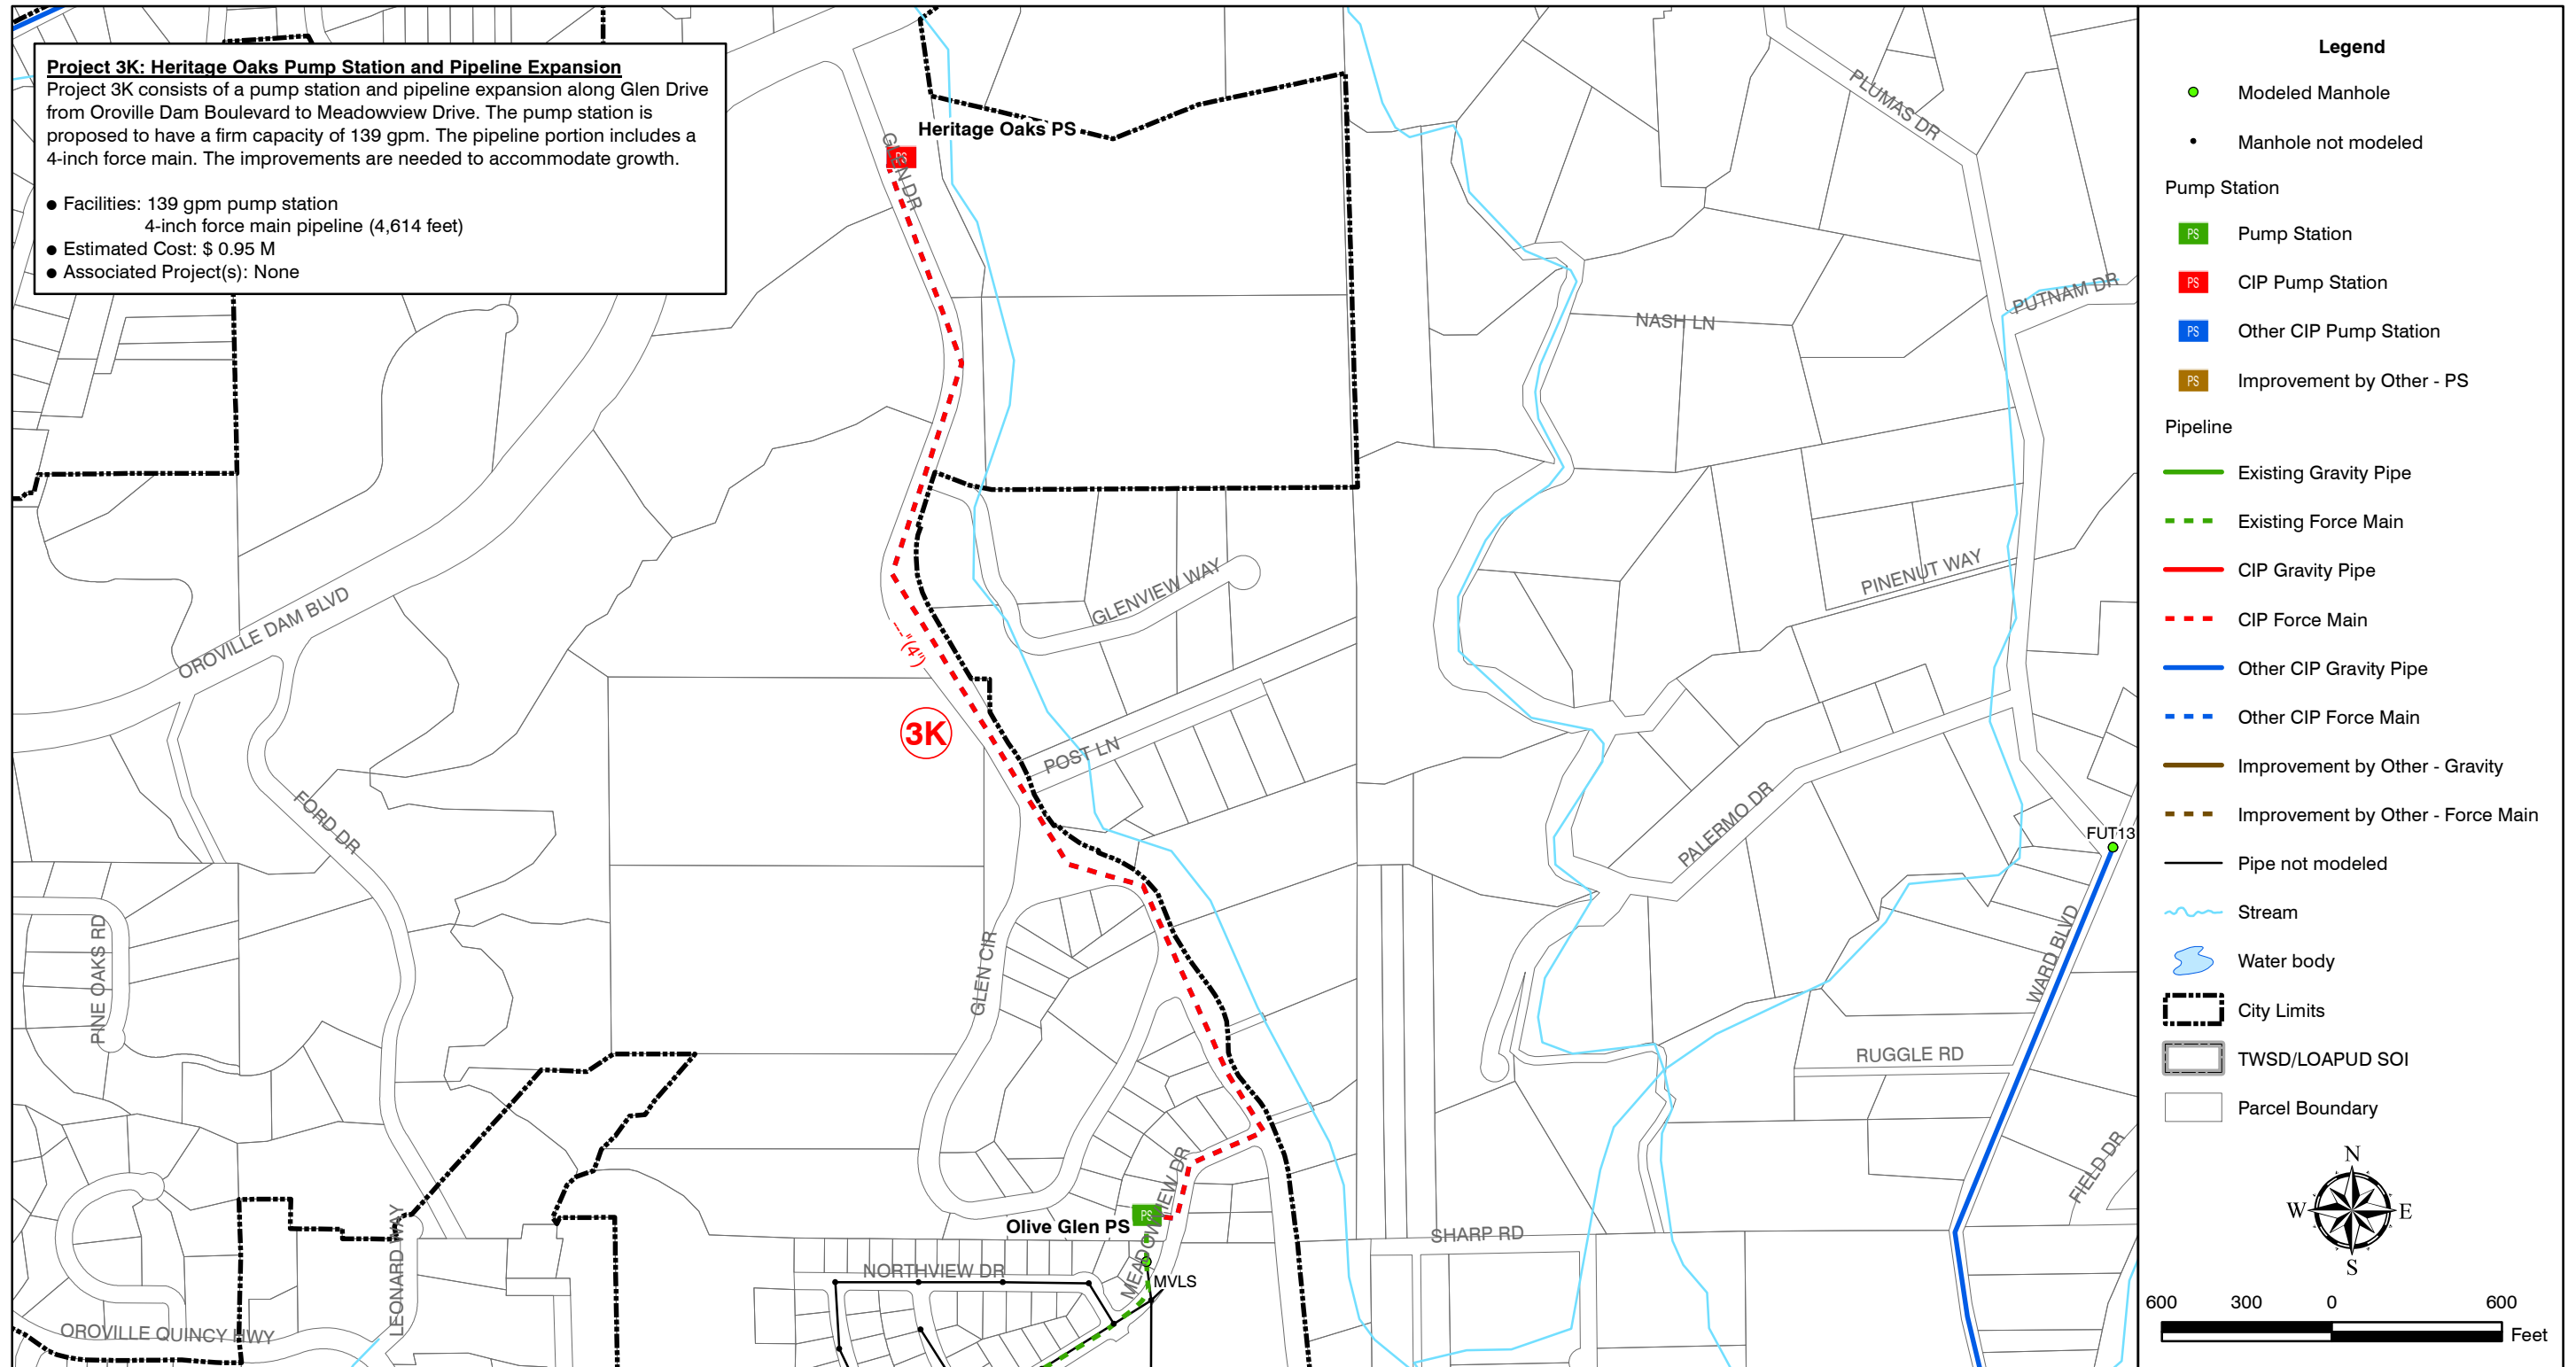 Project 3K: Heritage Oaks Pump Station and Pipeline Expansion
Project 3K consists of a pump station and pipeline expansion along Glen Drive
from Oroville Dam Boulevard to Meadowview Drive. The pump station is
proposed to have a firm capacity of 139 gpm. The pipeline portion includes a
4-inch force main. The improvements are needed to accommodate growth.
● Facilities: 139 gpm pump station
4-inch force main pipeline (4,614 feet)
● Estimated Cost: $ 0.95 M
● Associated Project(s): None
Heritage Oaks PS
PS
GLEN DR
PLUMAS DR
PUTNAM DR
NASH LN
PINENUT WAY
GLENVIEW WAY
OROVILLE DAM BLVD
---"(4")
3K
POST LN
FORD DR
PALERMO DR
FUT13
PINE OAKS RD
GLEN CIR
WARD BLVD
RUGGLE RD
FIELD DR
MEADOWVIEW DR
PS
Olive Glen PS
SHARP RD
LEONARD WAY
NORTHVIEW DR
MVLS
OROVILLE QUINCY HWY
Legend
Modeled Manhole
Manhole not modeled
Pump Station
PS Pump Station
PS CIP Pump Station
PS Other CIP Pump Station
PS Improvement by Other - PS
Pipeline
Existing Gravity Pipe
Existing Force Main
CIP Gravity Pipe
CIP Force Main
Other CIP Gravity Pipe
Other CIP Force Main
Improvement by Other - Gravity
Improvement by Other - Force Main
Pipe not modeled
Stream
Water body
City Limits
TWSD/LOAPUD SOI
Parcel Boundary
N
W E
S
600 300 0 600
Feet